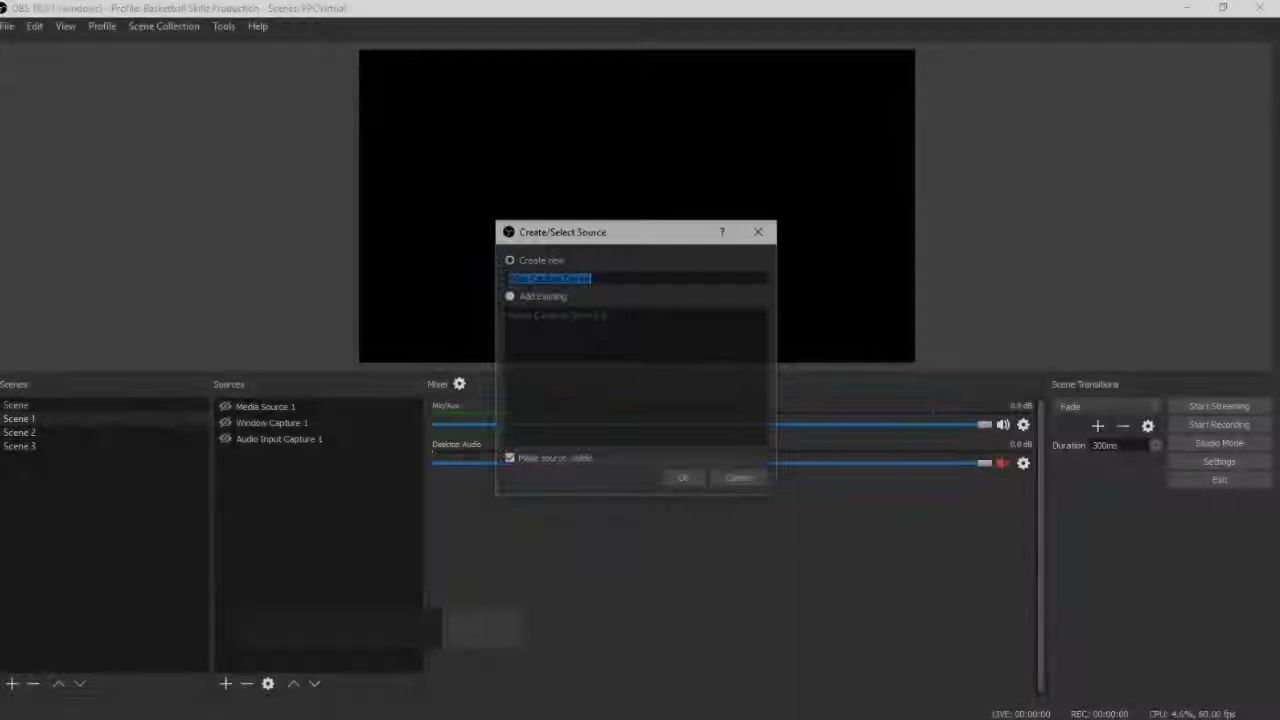 OBS 18.0.1 (windows) - Profile: Basketball Skillz Production - Scenes: FPCVirtual
File Edit View Profile Scene Collection Tools Help
Create/Select Source ?
Create new
Add existing
Make source visible
OK Cancel
Scenes
Scene
Scene 1
Scene 2
Scene 3
Sources
Media Source 1
Window Capture 1
Audio Input Capture 1
Mixer
Mic/Aux 0.0 dB
Desktop Audio 0.0 dB
Scene Transitions
Fade
Duration 300ms
Start Streaming
Start Recording
Studio Mode
Settings
Exit
LIVE: 00:00:00 REC: 00:00:00 CPU: 4.6%, 60.00 fps